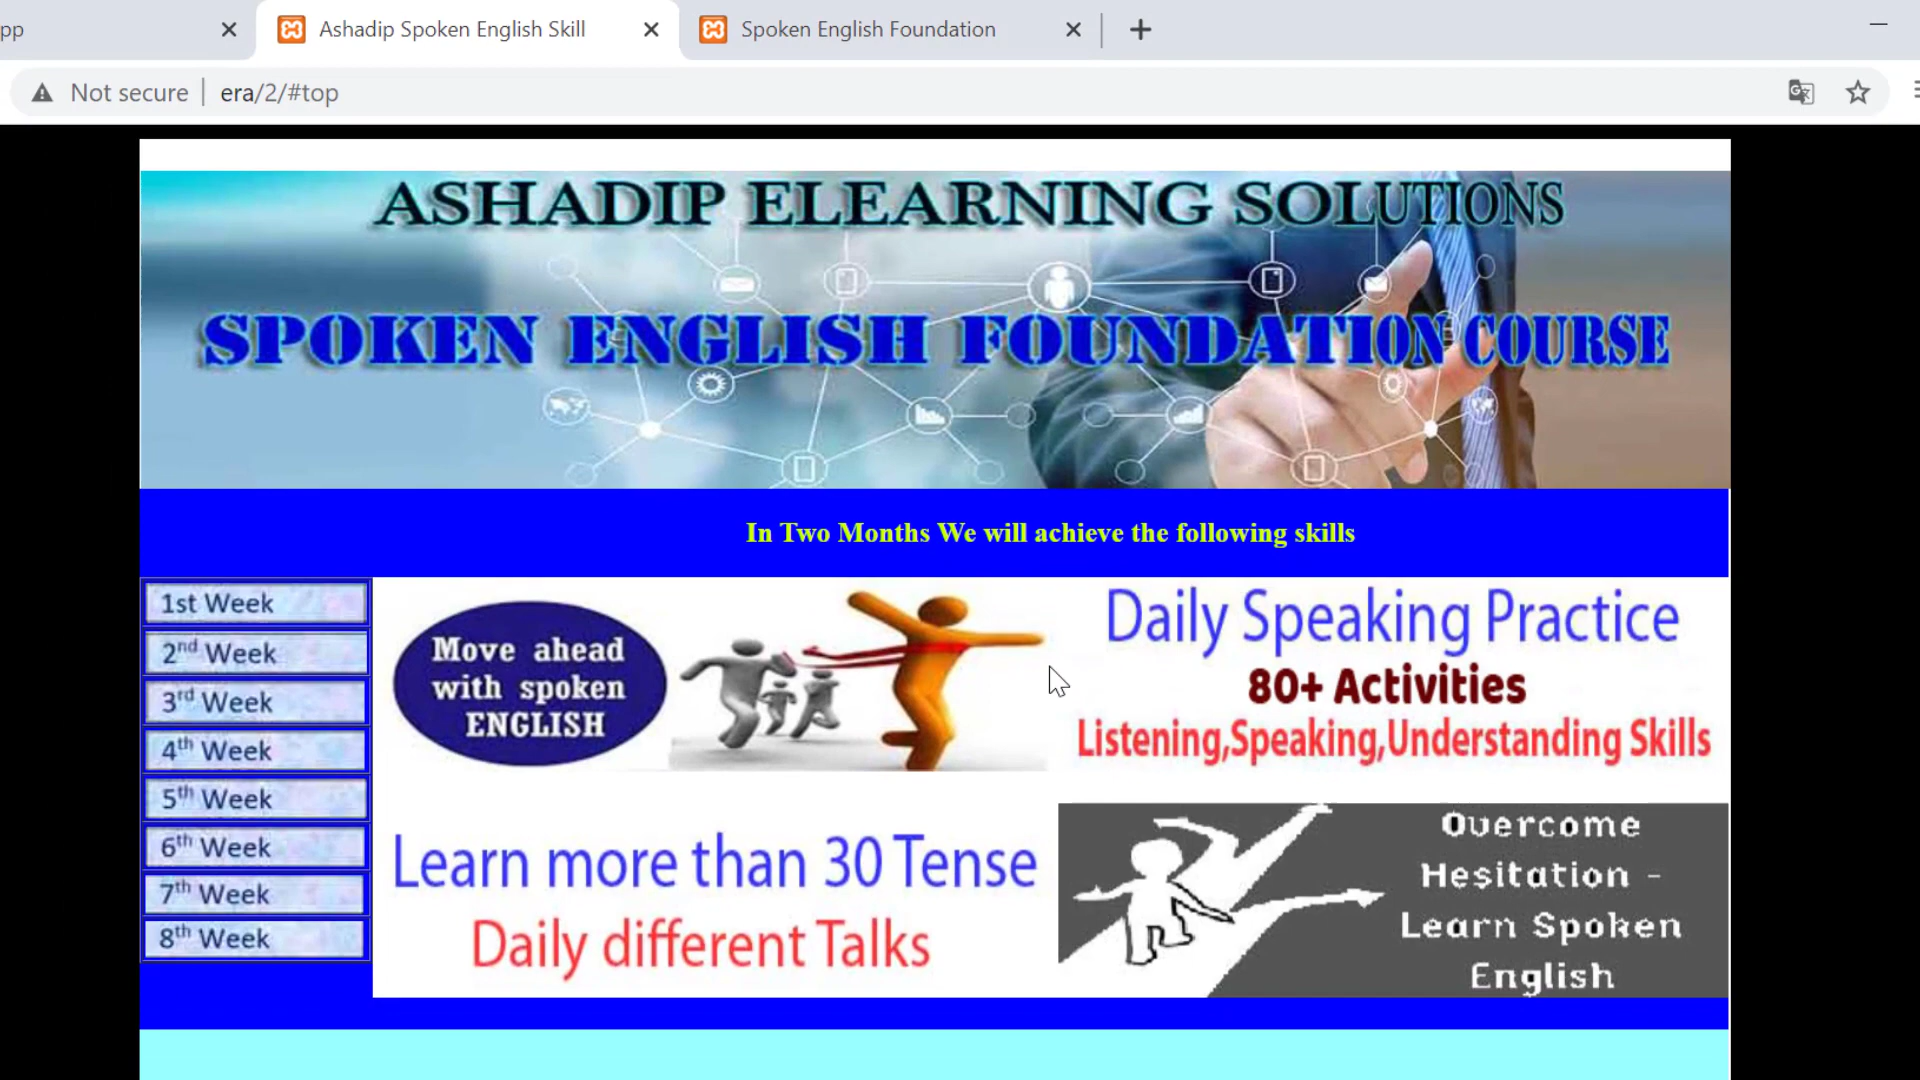 pp
Ashadip Spoken English Skill
Spoken English Foundation
Not secure
era/2/#top
ASHADIP ELEARNING SOLUTIONS
SPOKEN ENGLISH FOUNDATION COURSE
In Two Months We will achieve the following skills
1st Week
2nd Week
3rd Week
4th Week
5th Week
6th Week
7th Week
8th Week
Move ahead
with spoken
ENGLISH
Daily Speaking Practice
80+ Activities
Listening,Speaking,Understanding Skills
Learn more than 30 Tense
Daily different Talks
Overcome
Hesitation -
Learn Spoken
English